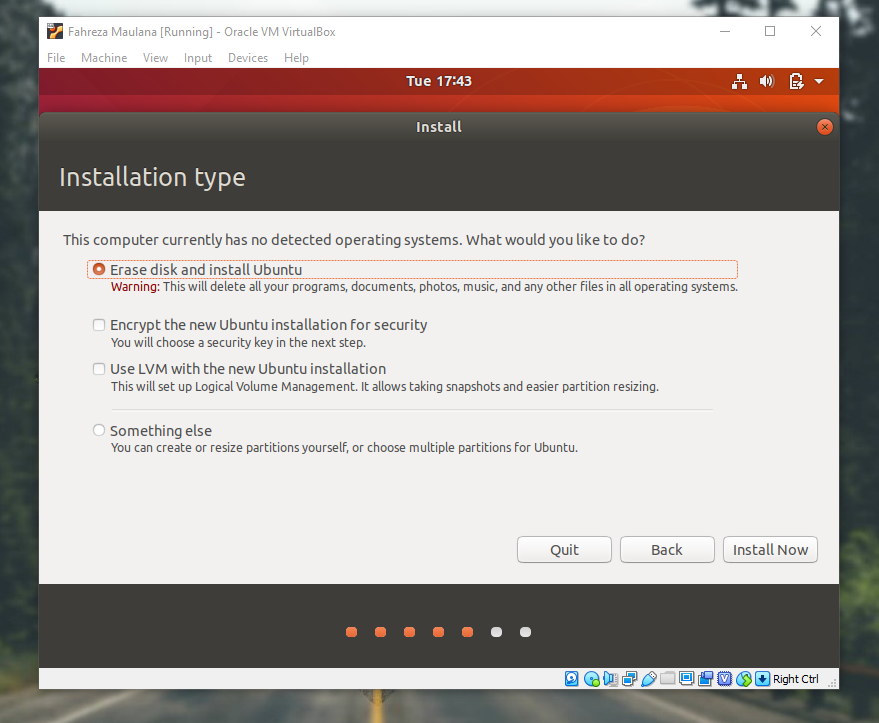 Fahreza Maulana [Running] - Oracle VM VirtualBox
File Machine View Input Devices Help
Tue 17:43
Install
Installation type
This computer currently has no detected operating systems. What would you like to do?
Erase disk and install Ubuntu
Warning: This will delete all your programs, documents, photos, music, and any other files in all operating systems.
Encrypt the new Ubuntu installation for security
You will choose a security key in the next step.
Use LVM with the new Ubuntu installation
This will set up Logical Volume Management. It allows taking snapshots and easier partition resizing.
Something else
You can create or resize partitions yourself, or choose multiple partitions for Ubuntu.
Quit Back Install Now
Right Ctrl